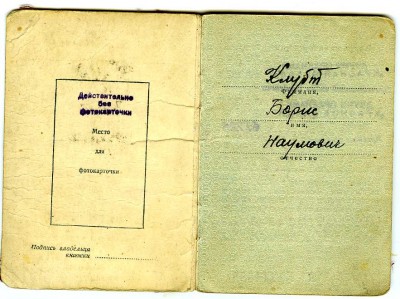 Действительно
без
фотокарточки
Место
для
фотокарточки
Подпись владельца
книжки
Клубт
фамилия,
Борис
имя,
Наумович
отчество